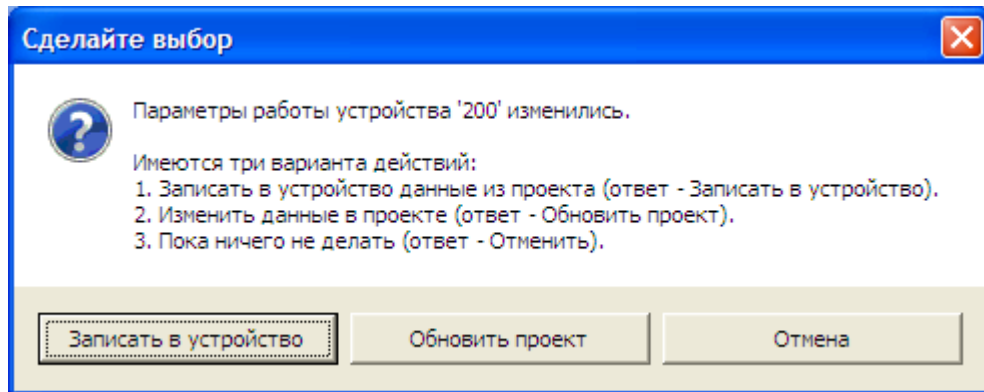 Сделайте выбор
Параметры работы устройства '200' изменились.
Имеются три варианта действий:
1. Записать в устройство данные из проекта (ответ - Записать в устройство).
2. Изменить данные в проекте (ответ - Обновить проект).
3. Пока ничего не делать (ответ - Отменить).
Записать в устройство
Обновить проект
Отмена